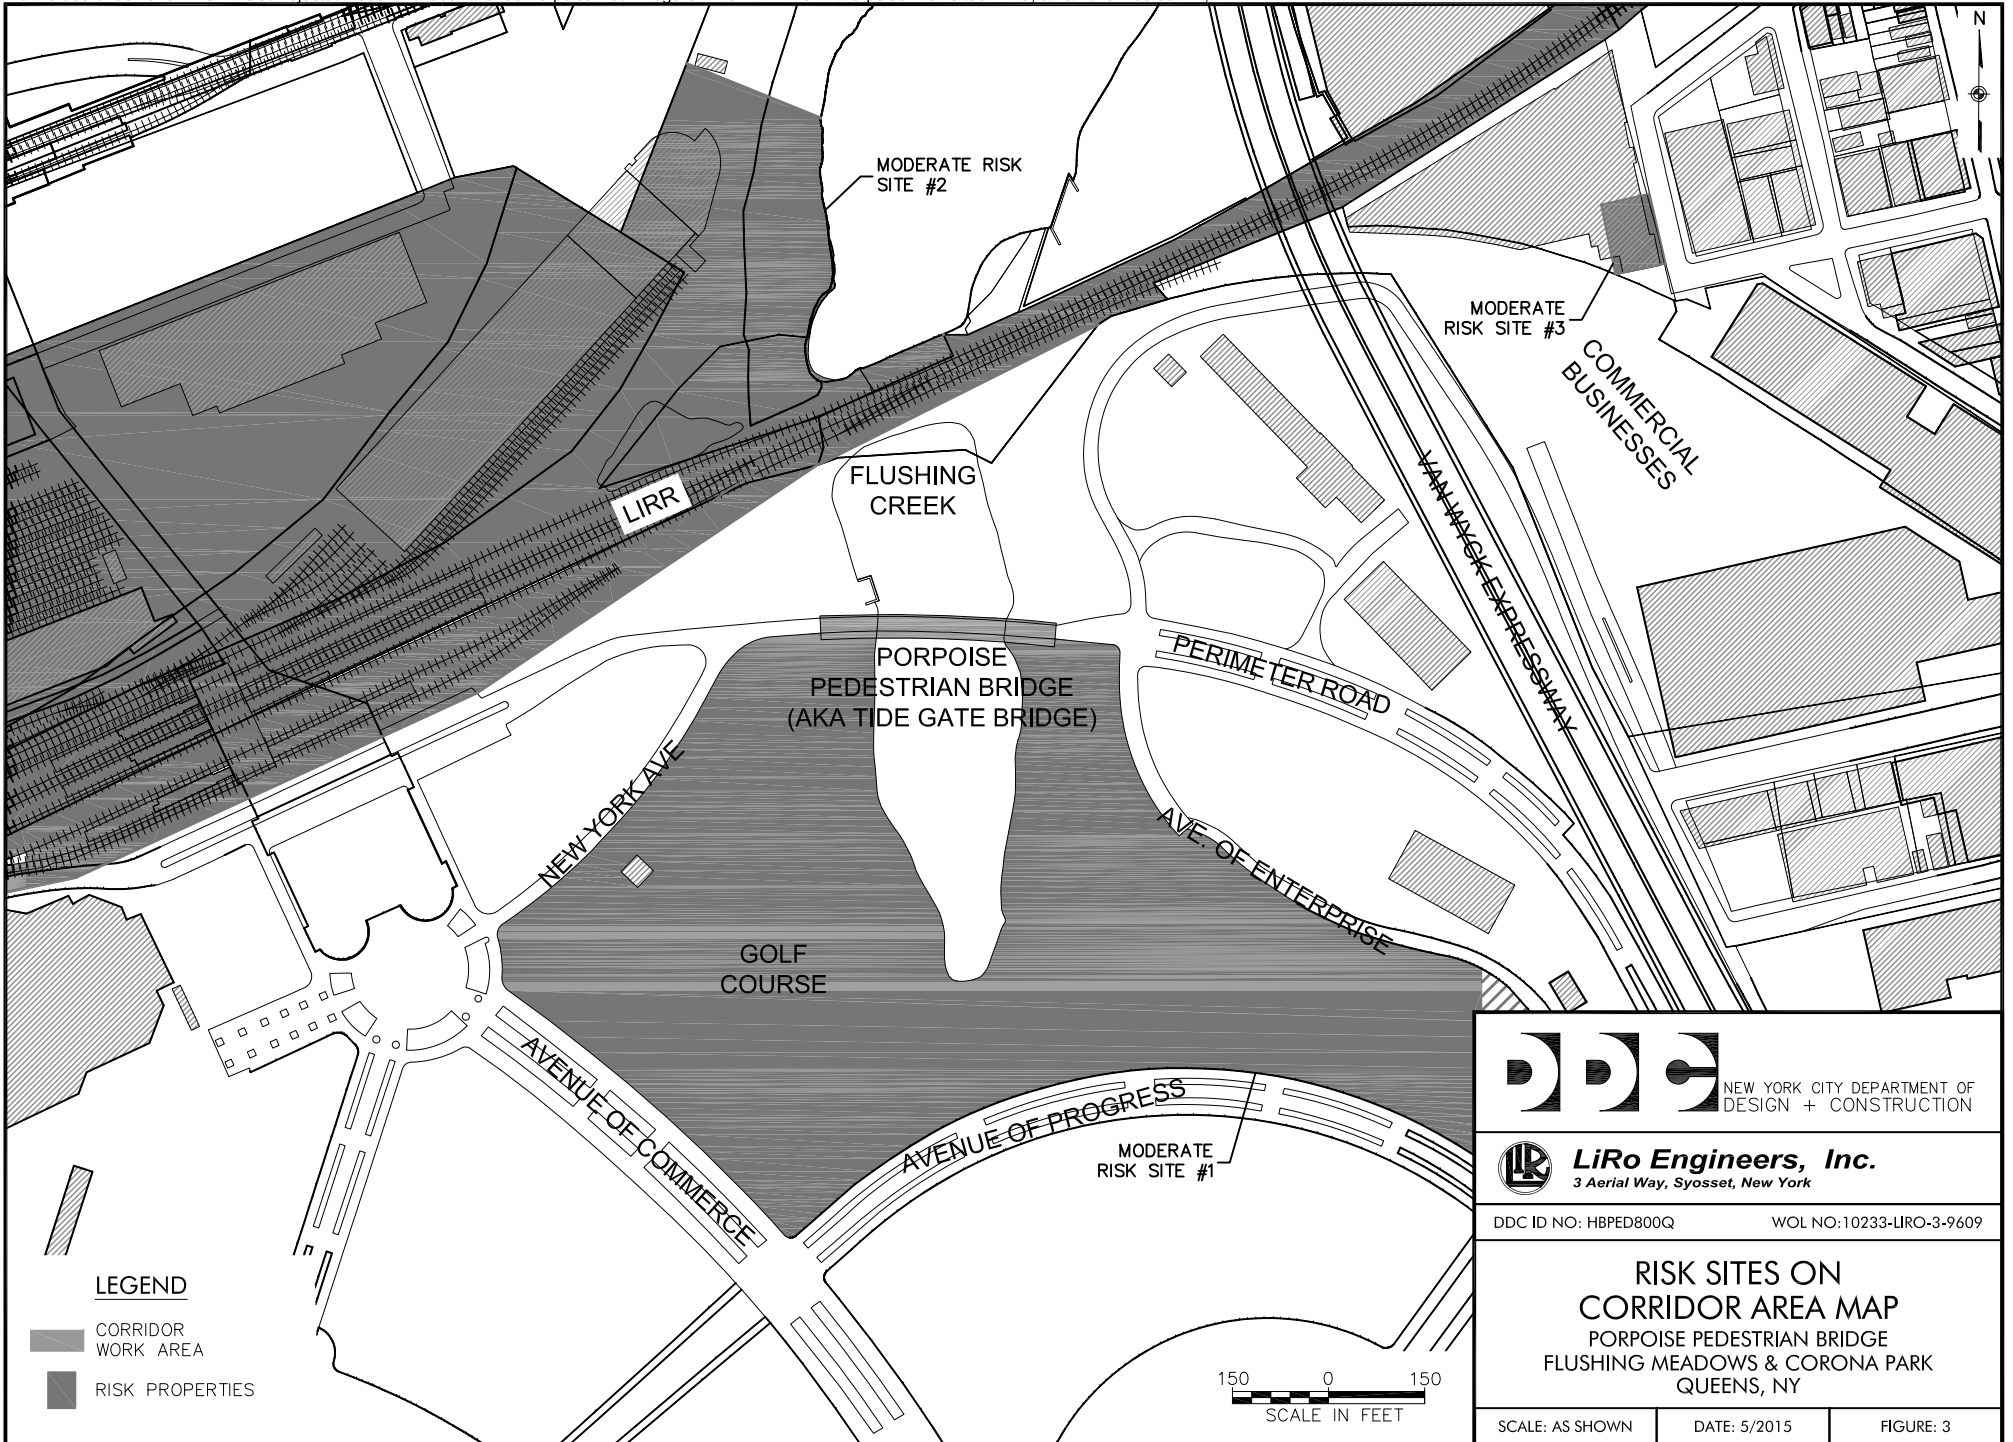 N
MODERATE RISK
SITE #2
MODERATE
RISK SITE #3
COMMERCIAL
BUSINESSES
LIRR
FLUSHING
CREEK
VAN WYCK EXPRESSWAY
PORPOISE
PEDESTRIAN BRIDGE
(AKA TIDE GATE BRIDGE)
PERIMETER ROAD
NEW YORK AVE
AVE. OF ENTERPRISE
GOLF
COURSE
AVENUE OF COMMERCE
AVENUE OF PROGRESS
MODERATE
RISK SITE #1
LEGEND
CORRIDOR
WORK AREA
RISK PROPERTIES
150 0 150
SCALE IN FEET
DDC
NEW YORK CITY DEPARTMENT OF
DESIGN + CONSTRUCTION
LiRo Engineers, Inc.
3 Aerial Way, Syosset, New York
DDC ID NO: HBPED800Q WOL NO:10233-LIRO-3-9609
RISK SITES ON
CORRIDOR AREA MAP
PORPOISE PEDESTRIAN BRIDGE
FLUSHING MEADOWS & CORONA PARK
QUEENS, NY
SCALE: AS SHOWN DATE: 5/2015 FIGURE: 3